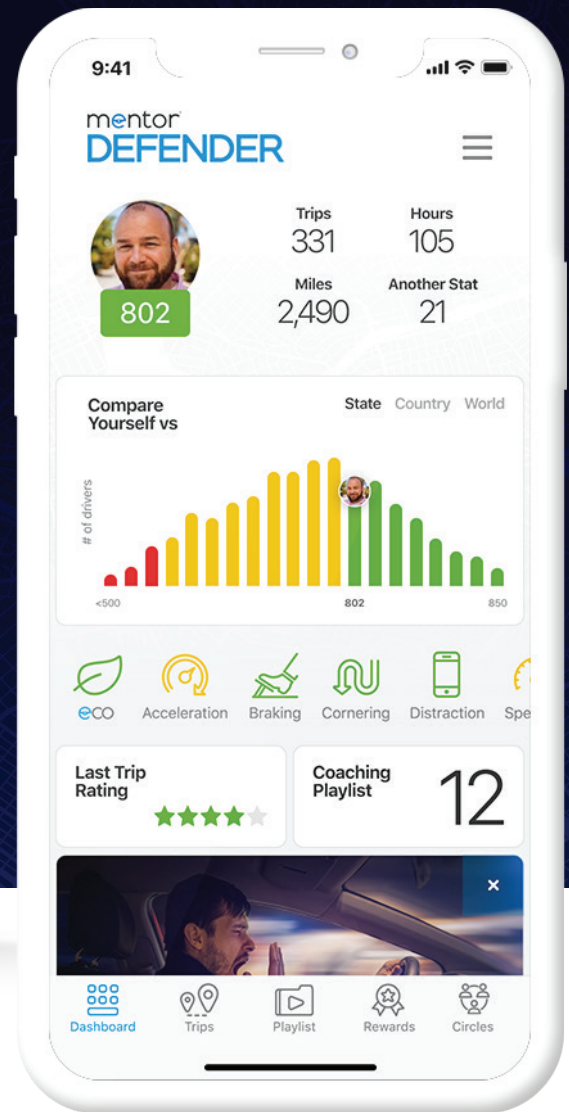 9:41
mentor
DEFENDER
Trips
331
Hours
105
Miles
2,490
Another Stat
21
802
Compare
Yourself vs
State Country World
# of drivers
<500 802 850
eco Acceleration Braking Cornering Distraction Spe
Last Trip
Rating
Coaching
Playlist
12
Dashboard Trips Playlist Rewards Circles